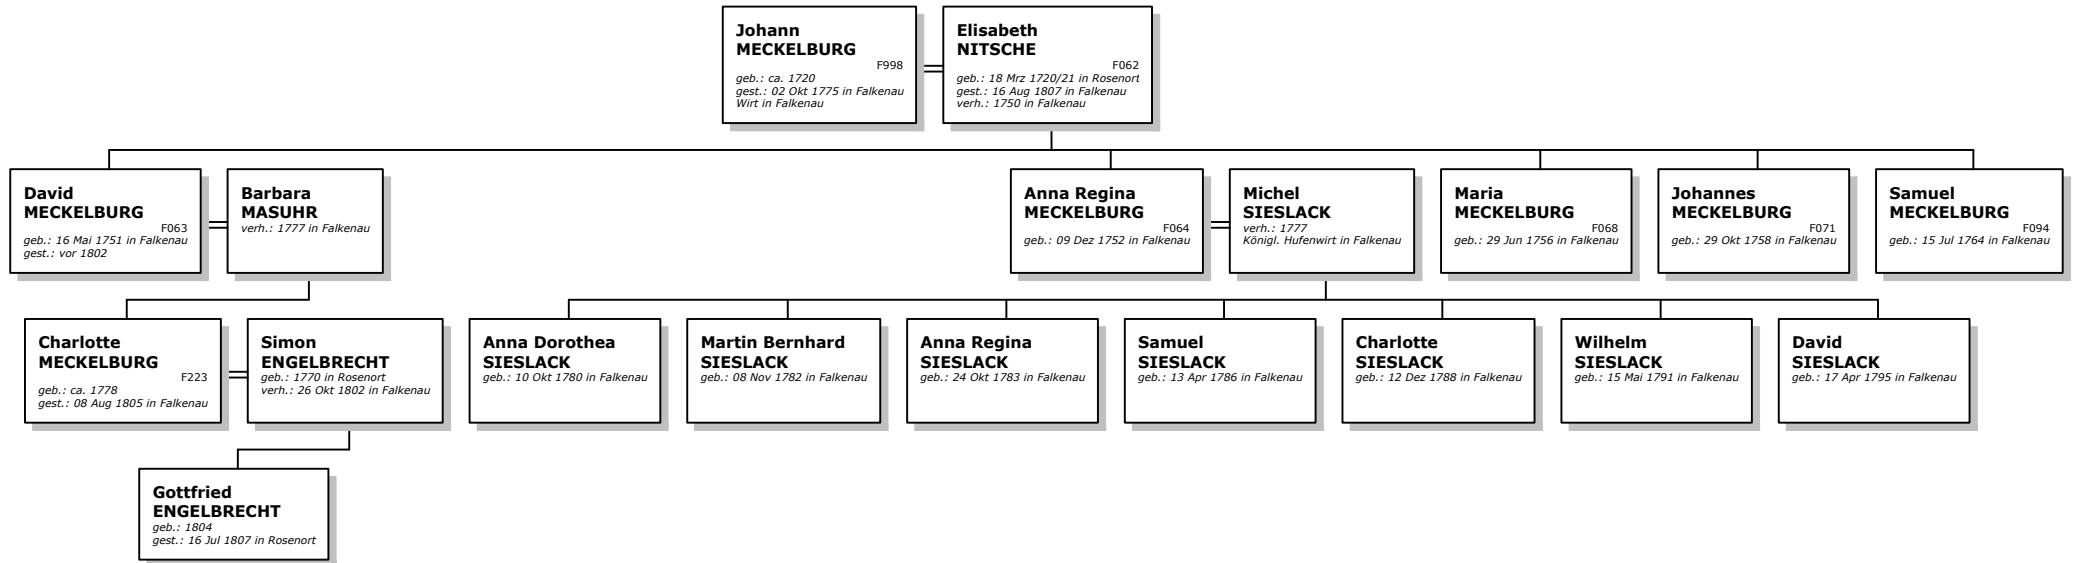 Johann
MECKELBURG
F998
geb.: ca. 1720
gest.: 02 Okt 1775 in Falkenau
Wirt in Falkenau
Elisabeth
NITSCHE
F062
geb.: 18 Mrz 1720/21 in Rosenort
gest.: 16 Aug 1807 in Falkenau
verh.: 1750 in Falkenau
David
MECKELBURG
F063
geb.: 16 Mai 1751 in Falkenau
gest.: vor 1802
Barbara
MASUHR
verh.: 1777 in Falkenau
Anna Regina
MECKELBURG
F064
geb.: 09 Dez 1752 in Falkenau
Michel
SIESLACK
verh.: 1777
Königl. Hufenwirt in Falkenau
Maria
MECKELBURG
F068
geb.: 29 Jun 1756 in Falkenau
Johannes
MECKELBURG
F071
geb.: 29 Okt 1758 in Falkenau
Samuel
MECKELBURG
F094
geb.: 15 Jul 1764 in Falkenau
Charlotte
MECKELBURG
F223
geb.: ca. 1778
gest.: 08 Aug 1805 in Falkenau
Simon
ENGELBRECHT
geb.: 1770 in Rosenort
verh.: 26 Okt 1802 in Falkenau
Anna Dorothea
SIESLACK
geb.: 10 Okt 1780 in Falkenau
Martin Bernhard
SIESLACK
geb.: 08 Nov 1782 in Falkenau
Anna Regina
SIESLACK
geb.: 24 Okt 1783 in Falkenau
Samuel
SIESLACK
geb.: 13 Apr 1786 in Falkenau
Charlotte
SIESLACK
geb.: 12 Dez 1788 in Falkenau
Wilhelm
SIESLACK
geb.: 15 Mai 1791 in Falkenau
David
SIESLACK
geb.: 17 Apr 1795 in Falkenau
Gottfried
ENGELBRECHT
geb.: 1804
gest.: 16 Jul 1807 in Rosenort